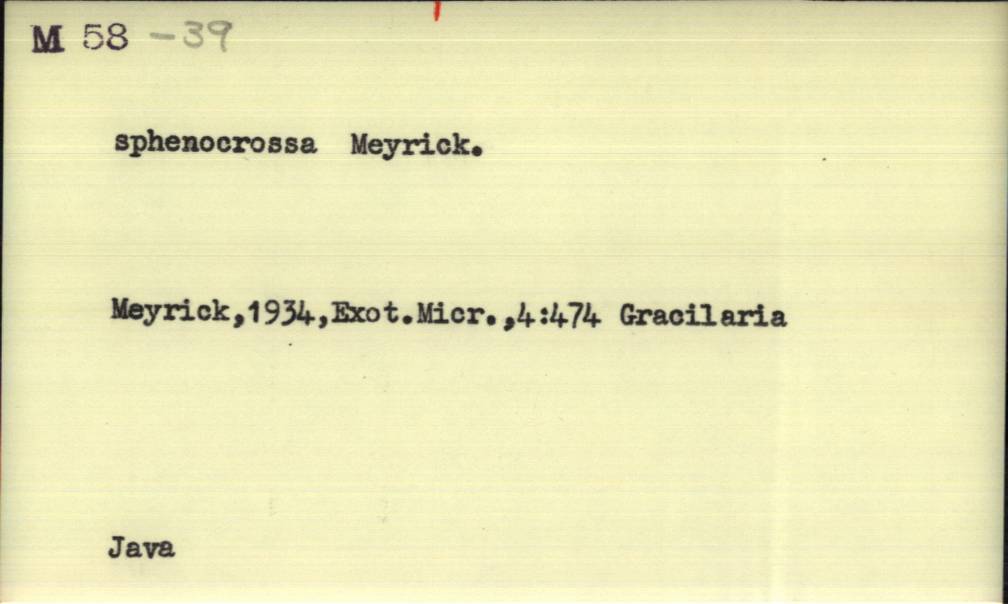 M 58 -39
sphenocrossa Meyrick.
Meyrick,1934,Exot.Micr.,4:474 Gracilaria
Java